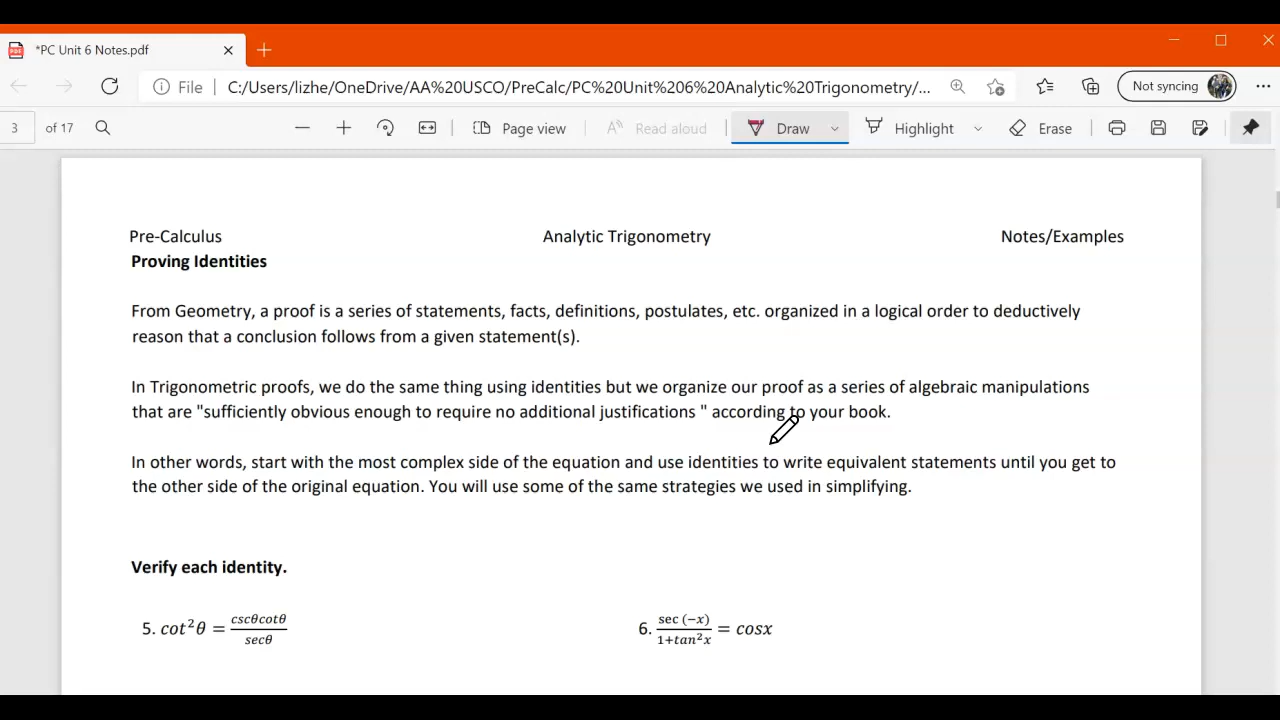 *PC Unit 6 Notes.pdf
File C:/Users/lizhe/OneDrive/AA%20USCO/PreCalc/PC%20Unit%206%20Analytic%20Trigonometry/... Not syncing
3 of 17 Page view Read aloud Draw Highlight Erase
Pre-Calculus Analytic Trigonometry Notes/Examples
Proving Identities
From Geometry, a proof is a series of statements, facts, definitions, postulates, etc. organized in a logical order to deductively
reason that a conclusion follows from a given statement(s).
In Trigonometric proofs, we do the same thing using identities but we organize our proof as a series of algebraic manipulations
that are "sufficiently obvious enough to require no additional justifications " according to your book.
In other words, start with the most complex side of the equation and use identities to write equivalent statements until you get to
the other side of the original equation. You will use some of the same strategies we used in simplifying.
Verify each identity.
5. cot²θ = cscθcotθ/secθ 6. sec (−x)/1+tan²x = cosx